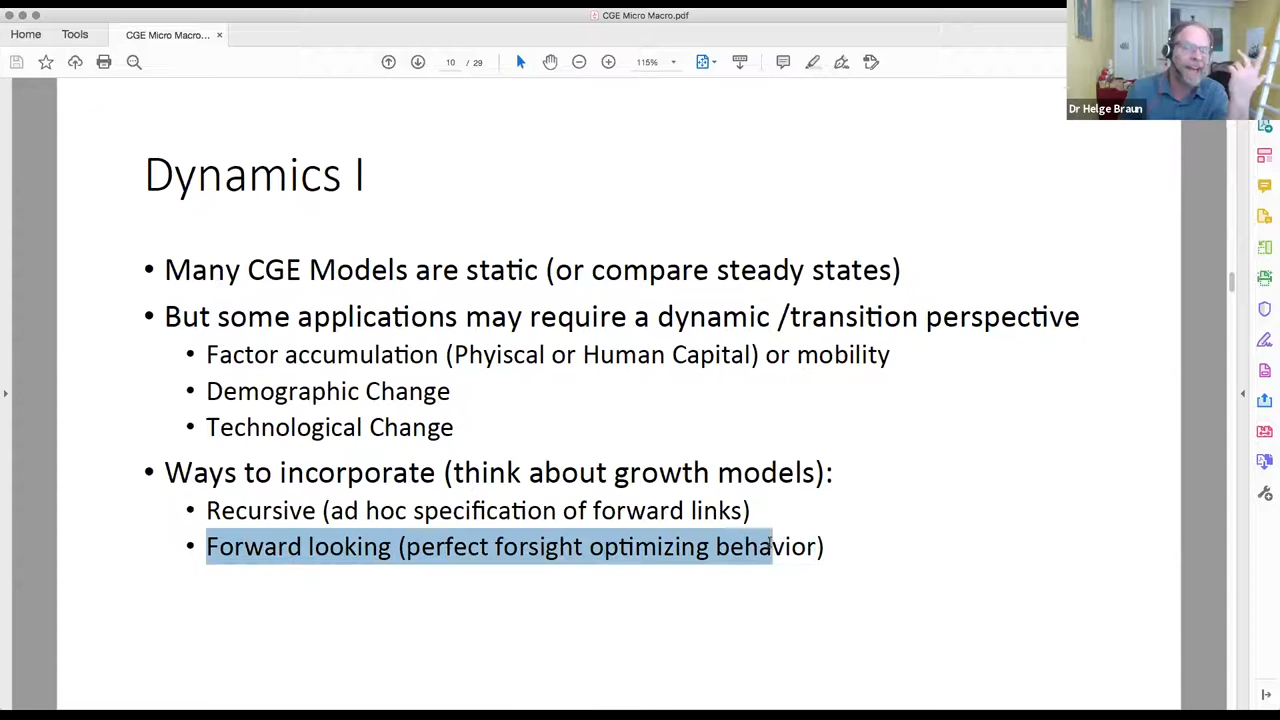 CGE Micro Macro.pdf
Home
Tools
CGE Micro Macro...
×
10 / 29
115%
Dr Helge Braun
Dynamics I
• Many CGE Models are static (or compare steady states)
• But some applications may require a dynamic /transition perspective
• Factor accumulation (Phyiscal or Human Capital) or mobility
• Demographic Change
• Technological Change
• Ways to incorporate (think about growth models):
• Recursive (ad hoc specification of forward links)
• Forward looking (perfect forsight optimizing behavior)